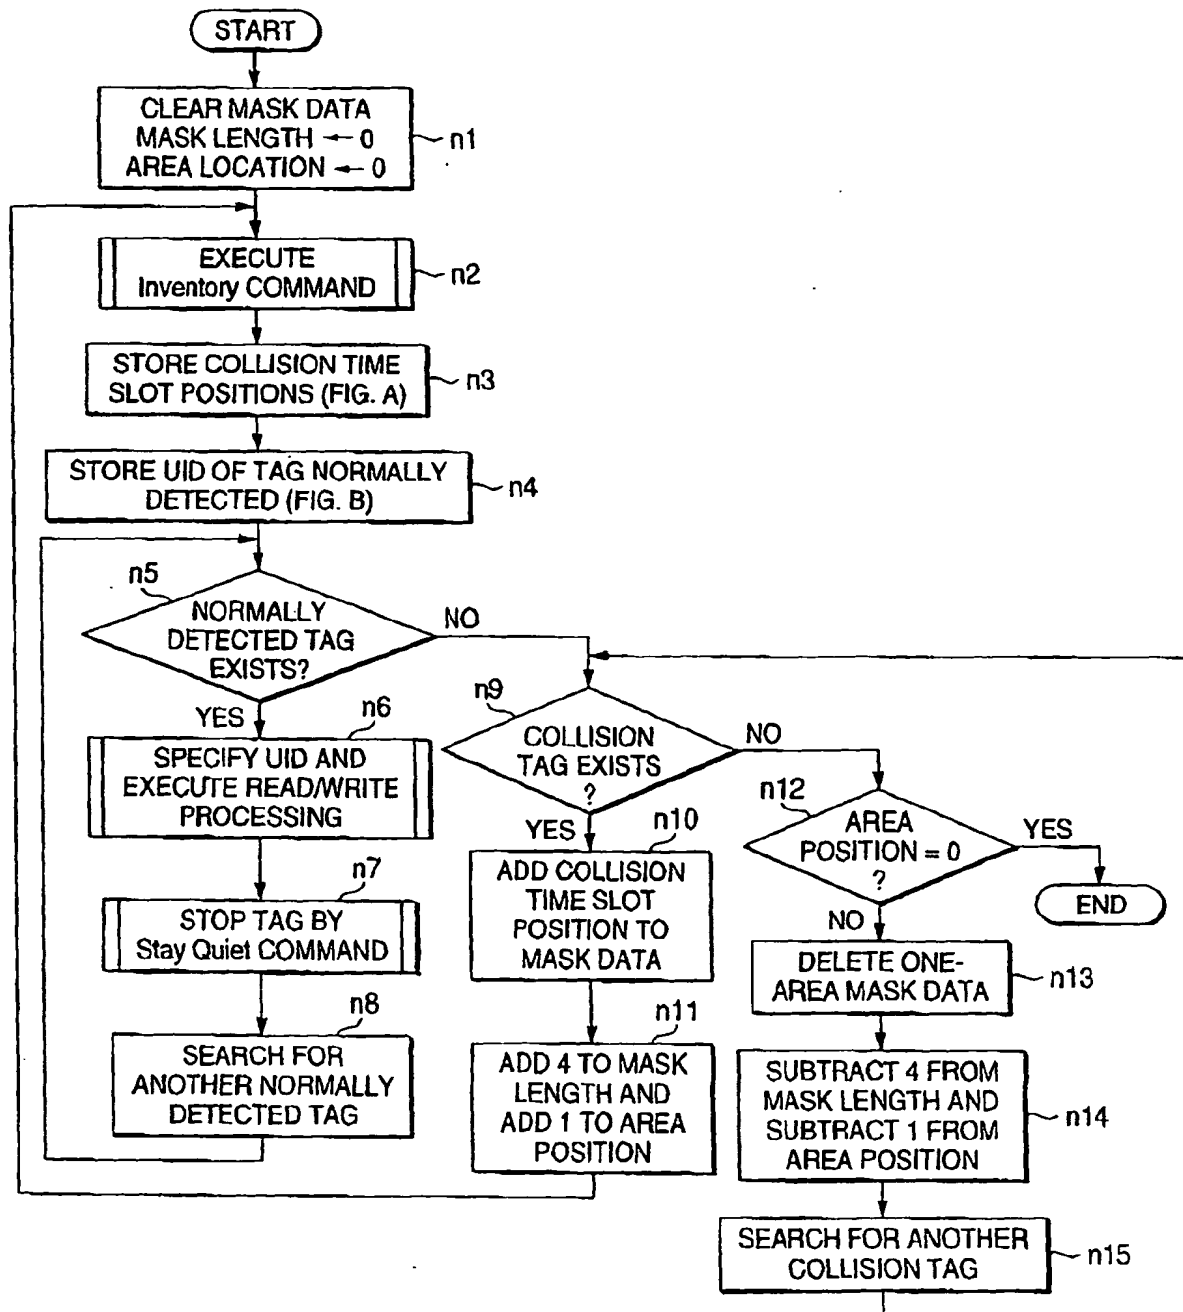 START
CLEAR MASK DATA
MASK LENGTH ← 0
AREA LOCATION ← 0
n1
EXECUTE
Inventory COMMAND
n2
STORE COLLISION TIME
SLOT POSITIONS (FIG. A)
n3
STORE UID OF TAG NORMALLY
DETECTED (FIG. B)
n4
n5
NORMALLY
DETECTED TAG
EXISTS?
NO
YES
n6
SPECIFY UID AND
EXECUTE READ/WRITE
PROCESSING
n7
STOP TAG BY
Stay Quiet COMMAND
n8
SEARCH FOR
ANOTHER NORMALLY
DETECTED TAG
n9
COLLISION
TAG EXISTS
?
NO
YES
n10
ADD COLLISION
TIME SLOT
POSITION TO
MASK DATA
n11
ADD 4 TO MASK
LENGTH AND
ADD 1 TO AREA
POSITION
n12
AREA
POSITION = 0
?
YES
END
NO
DELETE ONE-
AREA MASK DATA
n13
SUBTRACT 4 FROM
MASK LENGTH AND
SUBTRACT 1 FROM
AREA POSITION
n14
SEARCH FOR ANOTHER
COLLISION TAG
n15